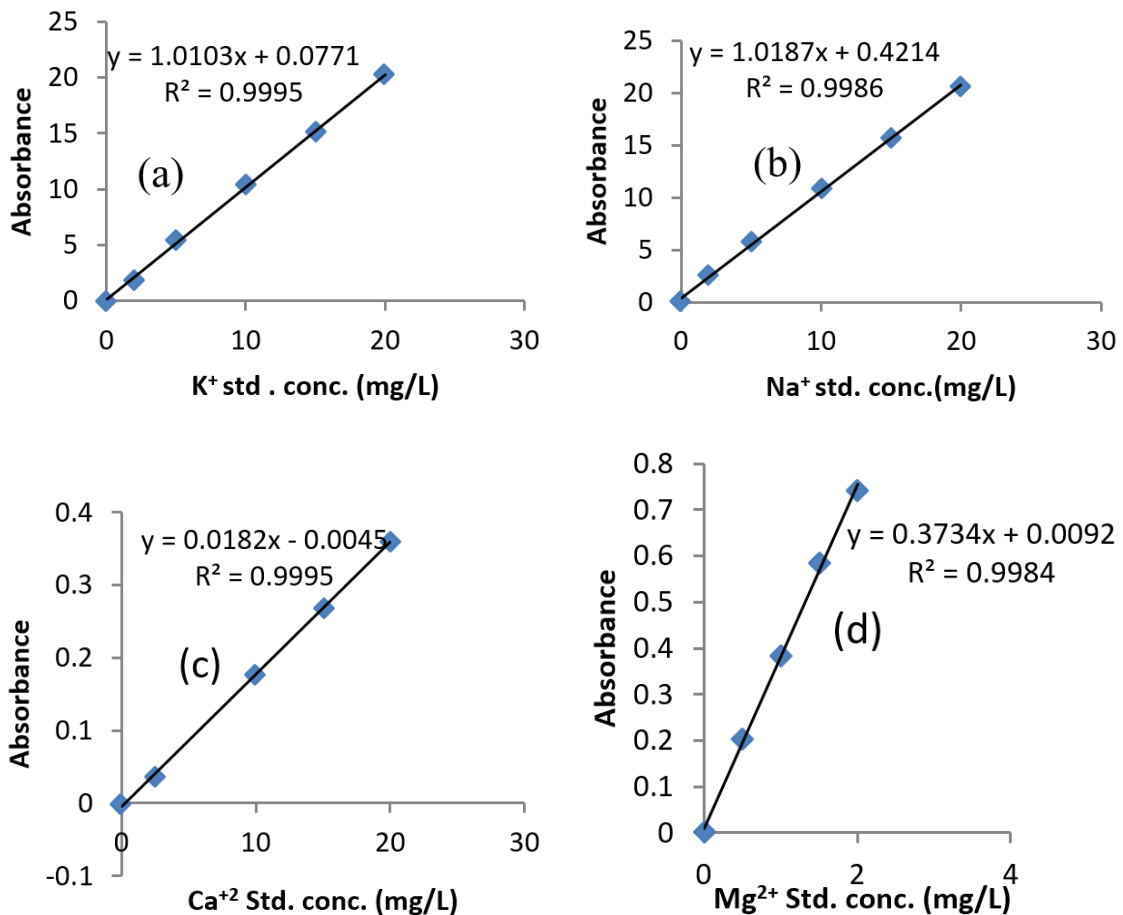 25
20
15
10
5
0
0
10
20
30
Absorbance
y = 1.0103x + 0.0771
R² = 0.9995
(a)
K⁺ std . conc. (mg/L)
25
20
15
10
5
0
0
10
20
30
Absorbance
y = 1.0187x + 0.4214
R² = 0.9986
(b)
Na⁺ std. conc.(mg/L)
0.4
0.3
0.2
0.1
0
-0.1
0
10
20
30
Absorbance
y = 0.0182x - 0.0045
R² = 0.9995
(c)
Ca⁺² Std. conc. (mg/L)
0.8
0.7
0.6
0.5
0.4
0.3
0.2
0.1
0
0
2
4
Absorbance
y = 0.3734x + 0.0092
R² = 0.9984
(d)
Mg²⁺ Std. conc. (mg/L)